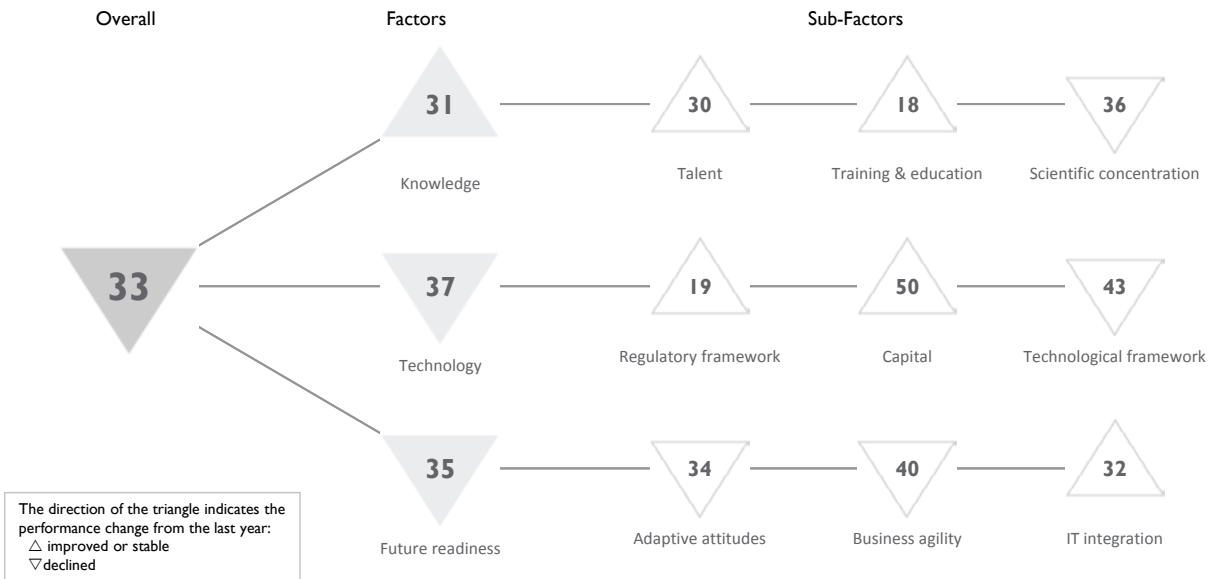 Overall Factors Sub-Factors
31 30 18 36
Knowledge Talent Training & education Scientific concentration
33 37 19 50 43
Technology Regulatory framework Capital Technological framework
35 34 40 32
Future readiness Adaptive attitudes Business agility IT integration
The direction of the triangle indicates the
performance change from the last year:
△ improved or stable
▽declined